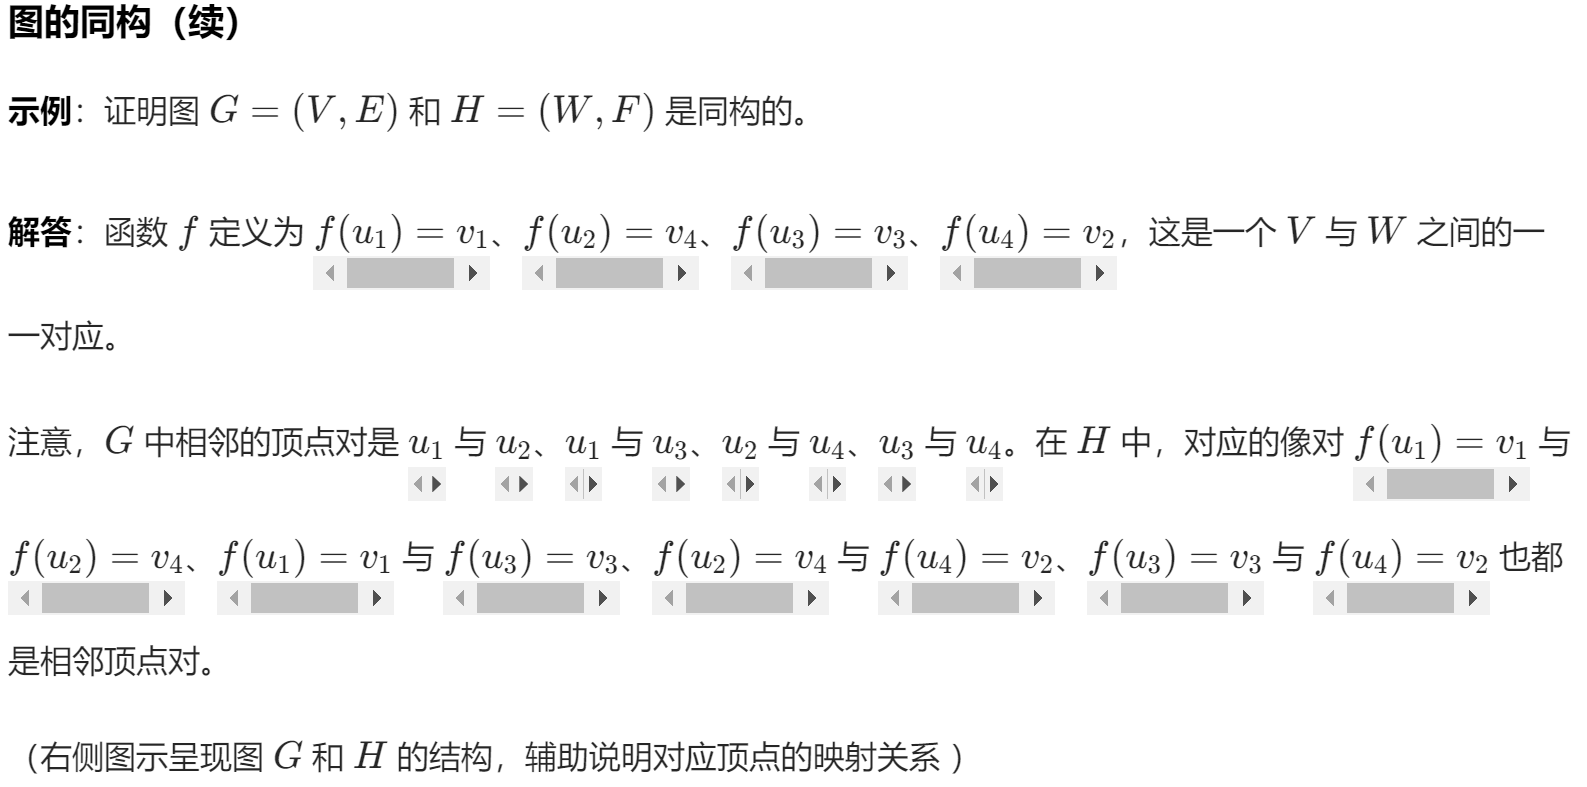 图的同构（续）
示例：证明图 G = (V, E) 和 H = (W, F) 是同构的。
解答：函数 f 定义为 f(u₁) = v₁、f(u₂) = v₄、f(u₃) = v₃、f(u₄) = v₂，这是一个 V 与 W 之间的一
一对应。
注意，G 中相邻的顶点对是 u₁ 与 u₂、u₁ 与 u₃、u₂ 与 u₄、u₃ 与 u₄。在 H 中，对应的像对 f(u₁) = v₁ 与
f(u₂) = v₄、f(u₁) = v₁ 与 f(u₃) = v₃、f(u₂) = v₄ 与 f(u₄) = v₂、f(u₃) = v₃ 与 f(u₄) = v₂ 也都
是相邻顶点对。
（右侧图示呈现图 G 和 H 的结构，辅助说明对应顶点的映射关系 ）